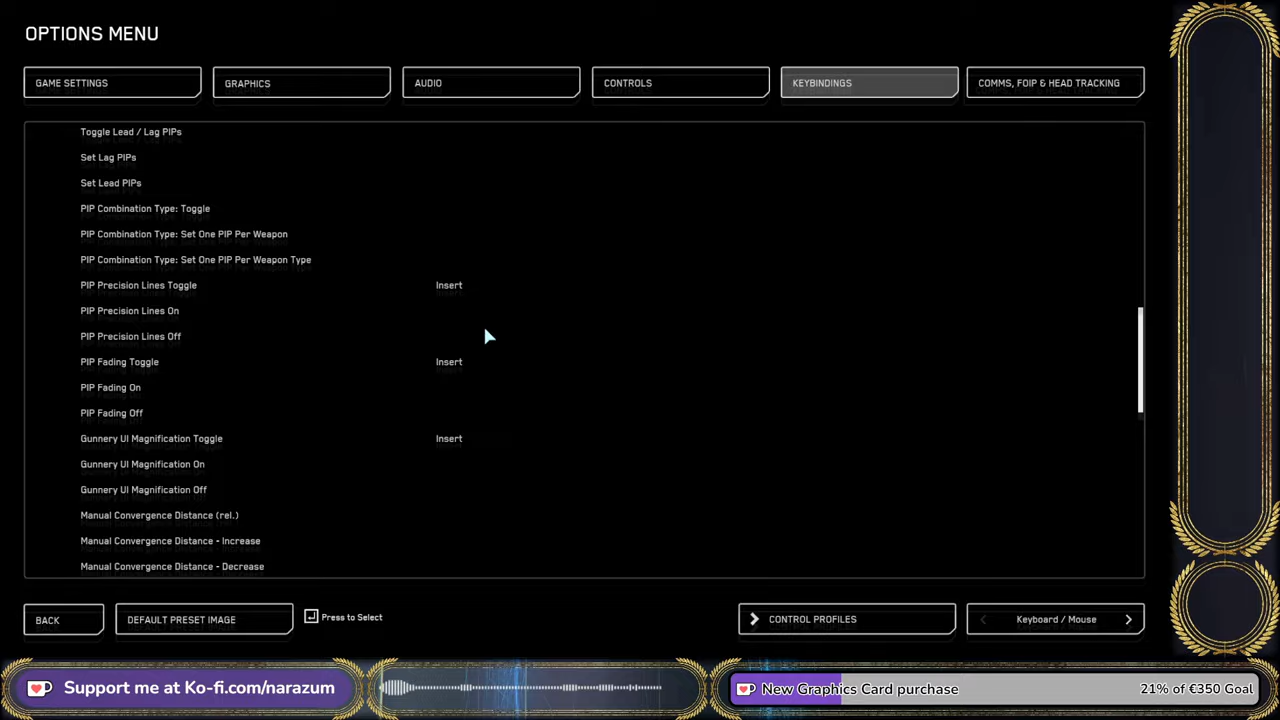 OPTIONS MENU
GAME SETTINGS
GRAPHICS
AUDIO
CONTROLS
KEYBINDINGS
COMMS, FOIP & HEAD TRACKING
Toggle Lead / Lag PIPs
Set Lag PIPs
Set Lead PIPs
PIP Combination Type: Toggle
PIP Combination Type: Set One PIP Per Weapon
PIP Combination Type: Set One PIP Per Weapon Type
PIP Precision Lines Toggle Insert
PIP Precision Lines On
PIP Precision Lines Off
PIP Fading Toggle Insert
PIP Fading On
PIP Fading Off
Gunnery UI Magnification Toggle Insert
Gunnery UI Magnification On
Gunnery UI Magnification Off
Manual Convergence Distance (rel.)
Manual Convergence Distance - Increase
Manual Convergence Distance - Decrease
BACK
DEFAULT PRESET IMAGE
Press to Select
CONTROL PROFILES
Keyboard / Mouse
Support me at Ko-fi.com/narazum
New Graphics Card purchase
21% of €350 Goal